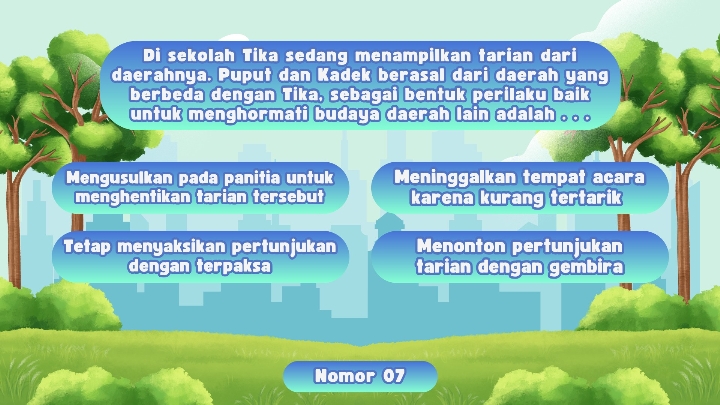 Di sekolah Tika sedang menampilkan tarian dari
daerahnya. Puput dan Kadek berasal dari daerah yang
berbeda dengan Tika, sebagai bentuk perilaku baik
untuk menghormati budaya daerah lain adalah . . .
Mengusulkan pada panitia untuk
menghentikan tarian tersebut
Meninggalkan tempat acara
karena kurang tertarik
Tetap menyaksikan pertunjukan
dengan terpaksa
Menonton pertunjukan
tarian dengan gembira
Nomor 07